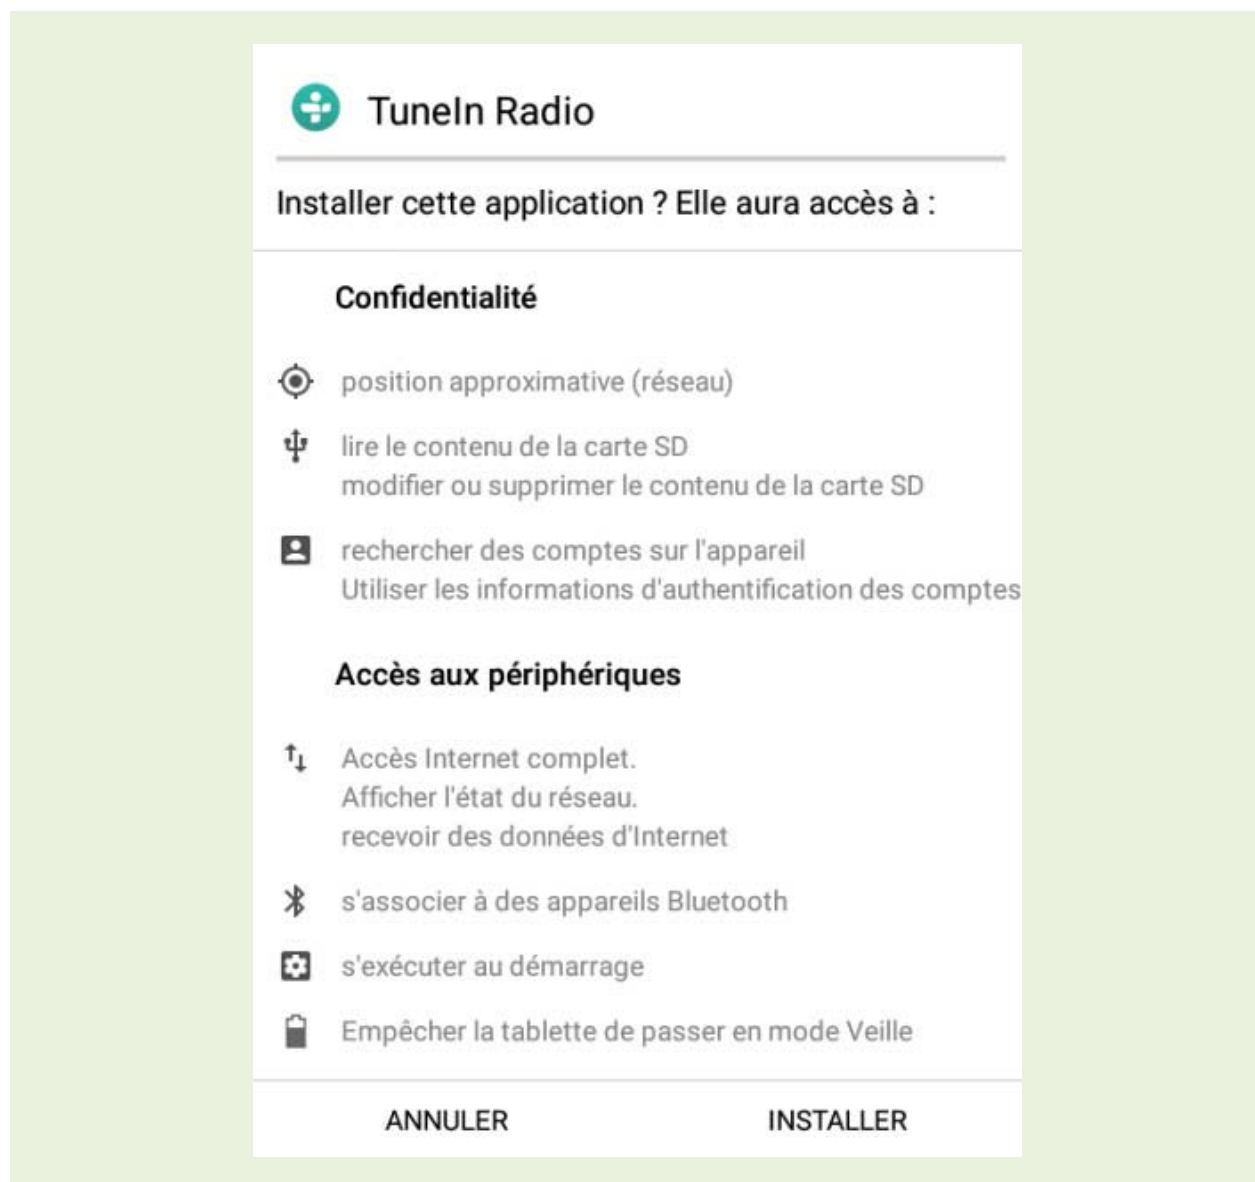 TuneIn Radio
Installer cette application ? Elle aura accès à :
Confidentialité
position approximative (réseau)
lire le contenu de la carte SD
modifier ou supprimer le contenu de la carte SD
rechercher des comptes sur l'appareil
Utiliser les informations d'authentification des comptes
Accès aux périphériques
Accès Internet complet.
Afficher l'état du réseau.
recevoir des données d'Internet
s'associer à des appareils Bluetooth
s'exécuter au démarrage
Empêcher la tablette de passer en mode Veille
ANNULER INSTALLER